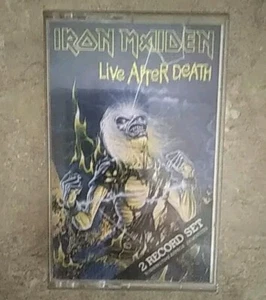 IRON MAIDEN
Live After Death
2 RECORD SET